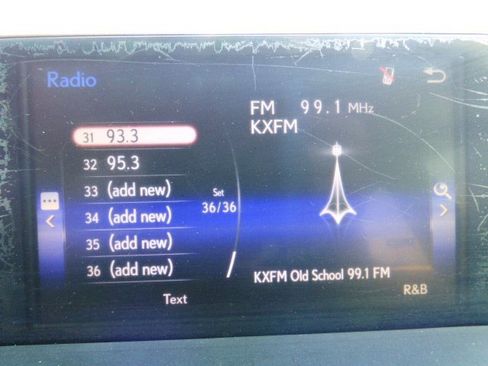 Radio
FM 99.1 MHz
KXFM
31 93.3
32 95.3
33 (add new)
34 (add new)
35 (add new)
36 (add new)
Set
36/36
KXFM Old School 99.1 FM
R&B
Text